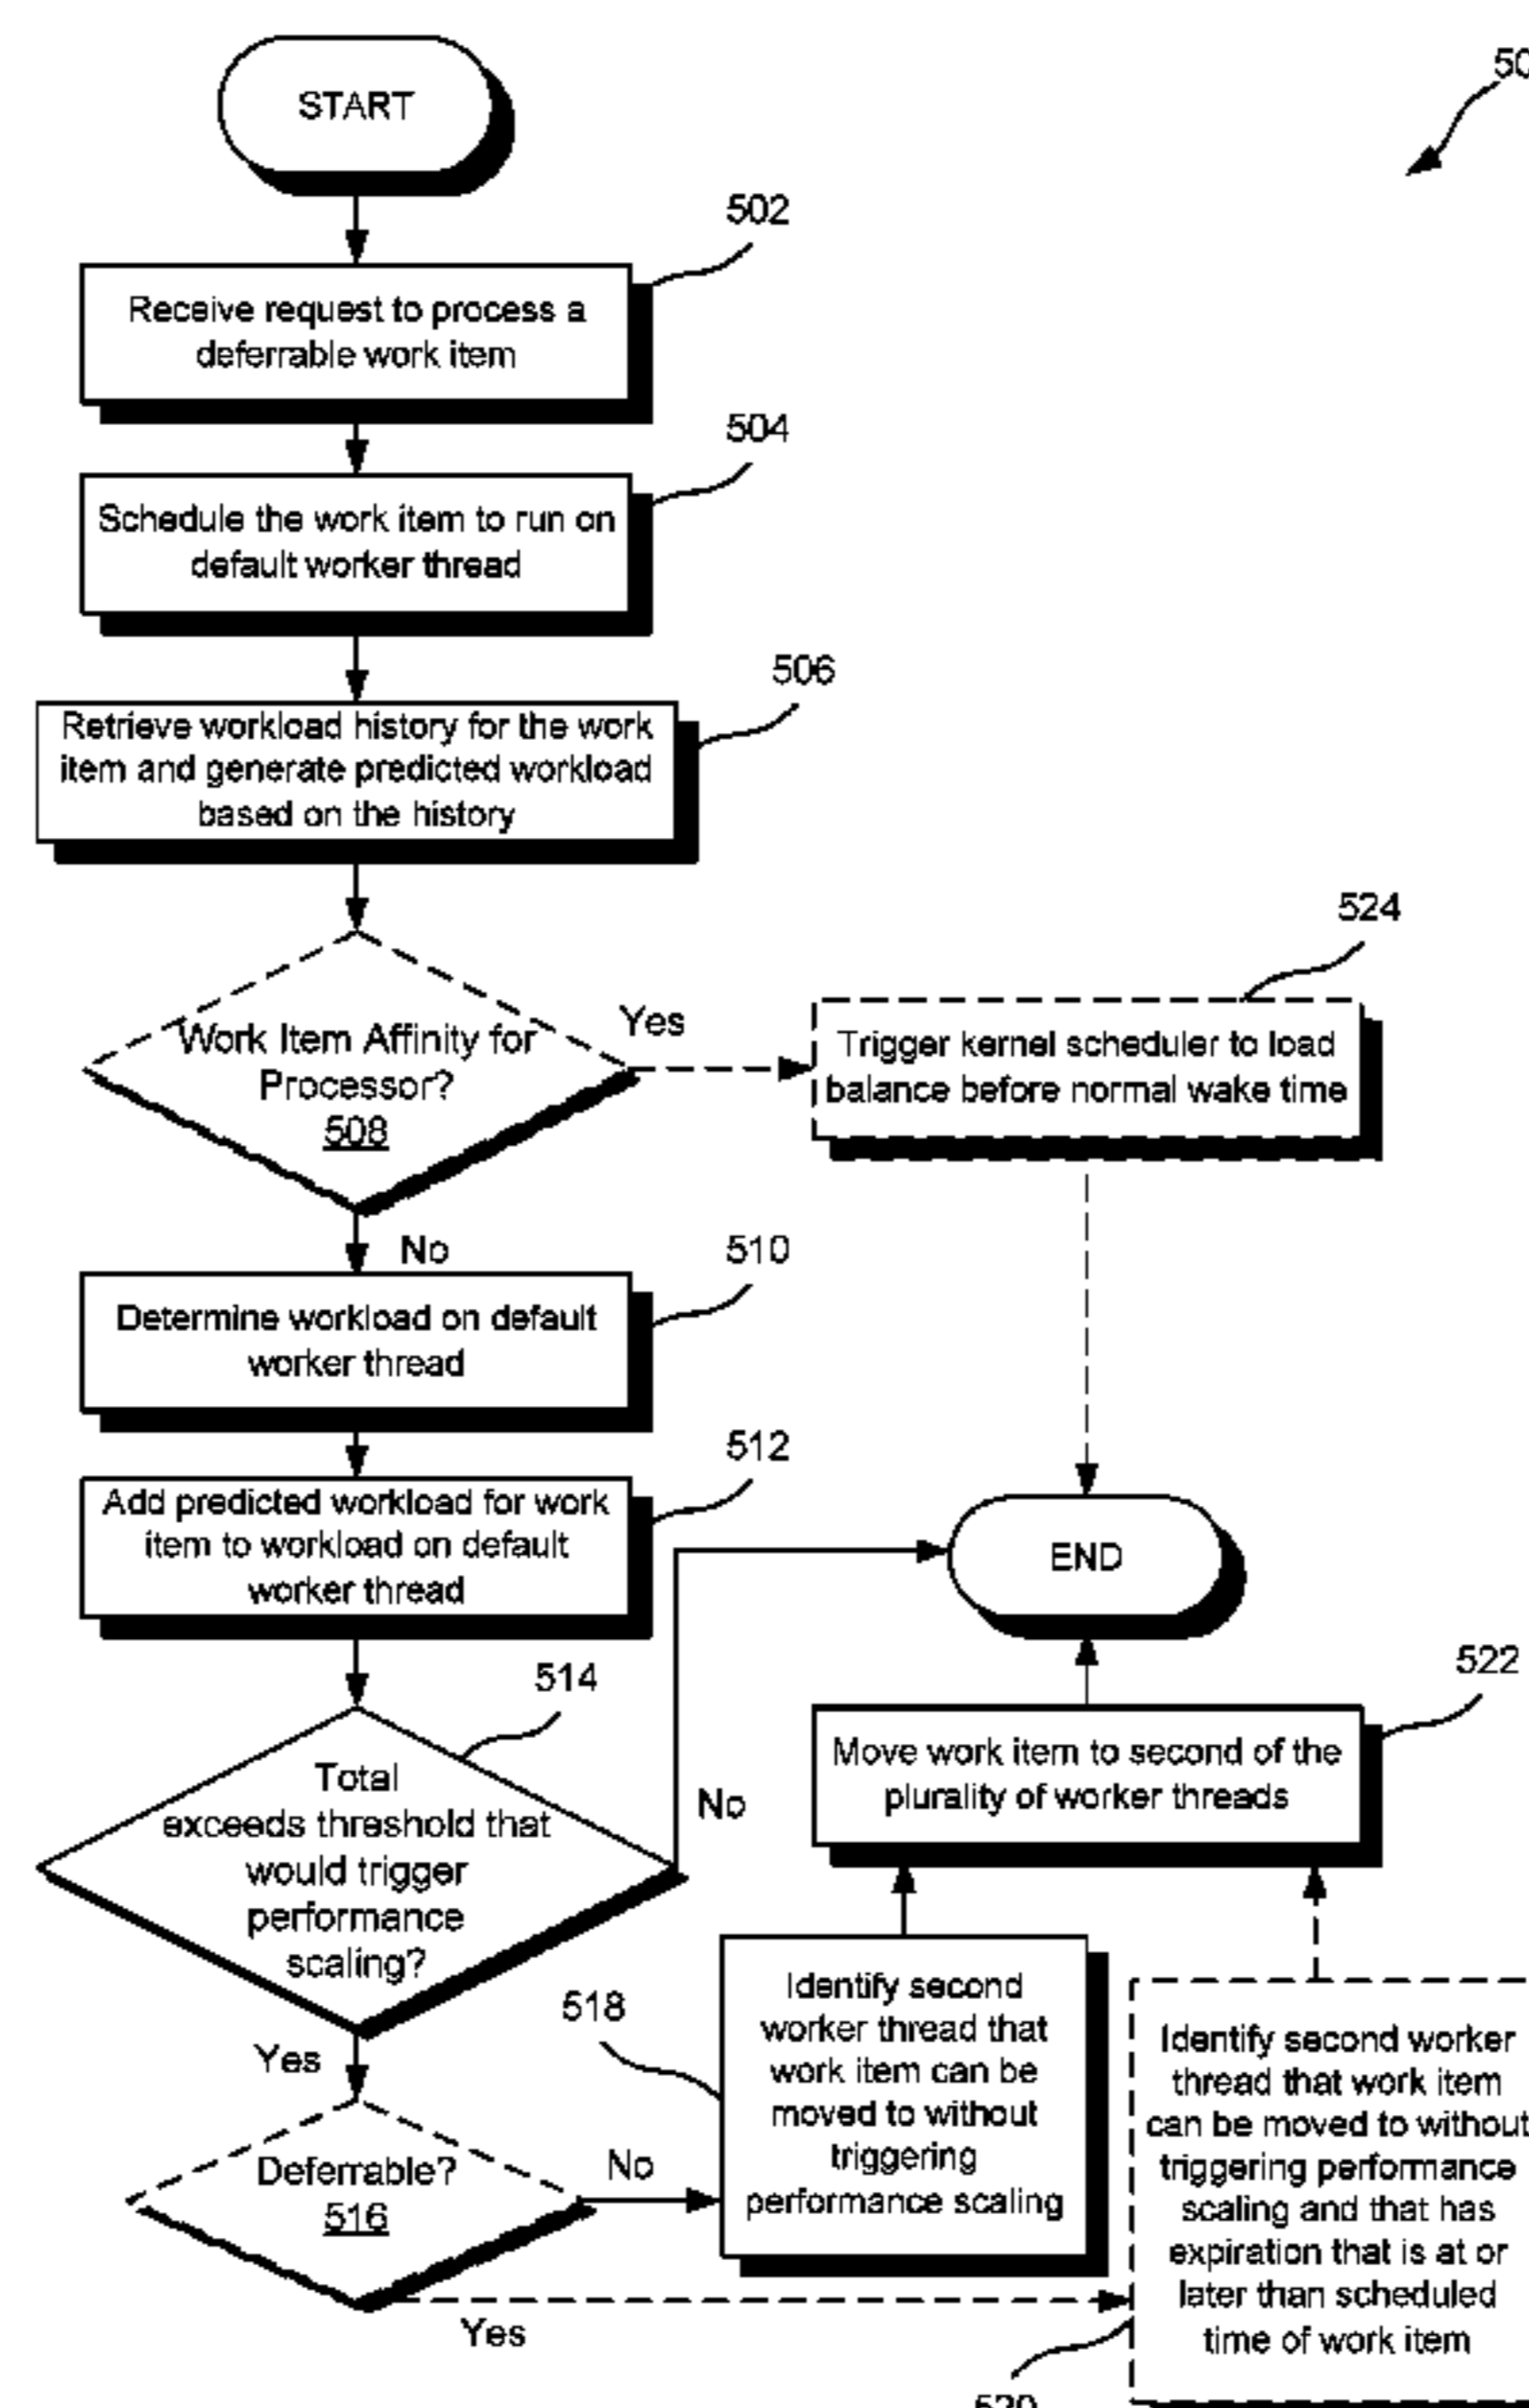 START
50
502
Receive request to process a
deferrable work item
504
Schedule the work item to run on
default worker thread
506
Retrieve workload history for the work
item and generate predicted workload
based on the history
Work Item Affinity for
Processor?
508
Yes
524
Trigger kernel scheduler to load
balance before normal wake time
No
510
Determine workload on default
worker thread
512
Add predicted workload for work
item to workload on default
worker thread
END
514
Total
exceeds threshold that
would trigger
performance
scaling?
No
522
Move work item to second of the
plurality of worker threads
Yes
Deferrable?
516
No
518
Identify second
worker thread that
work item can be
moved to without
triggering
performance scaling
Yes
Identify second worker
thread that work item
can be moved to without
triggering performance
scaling and that has
expiration that is at or
later than scheduled
time of work item
520